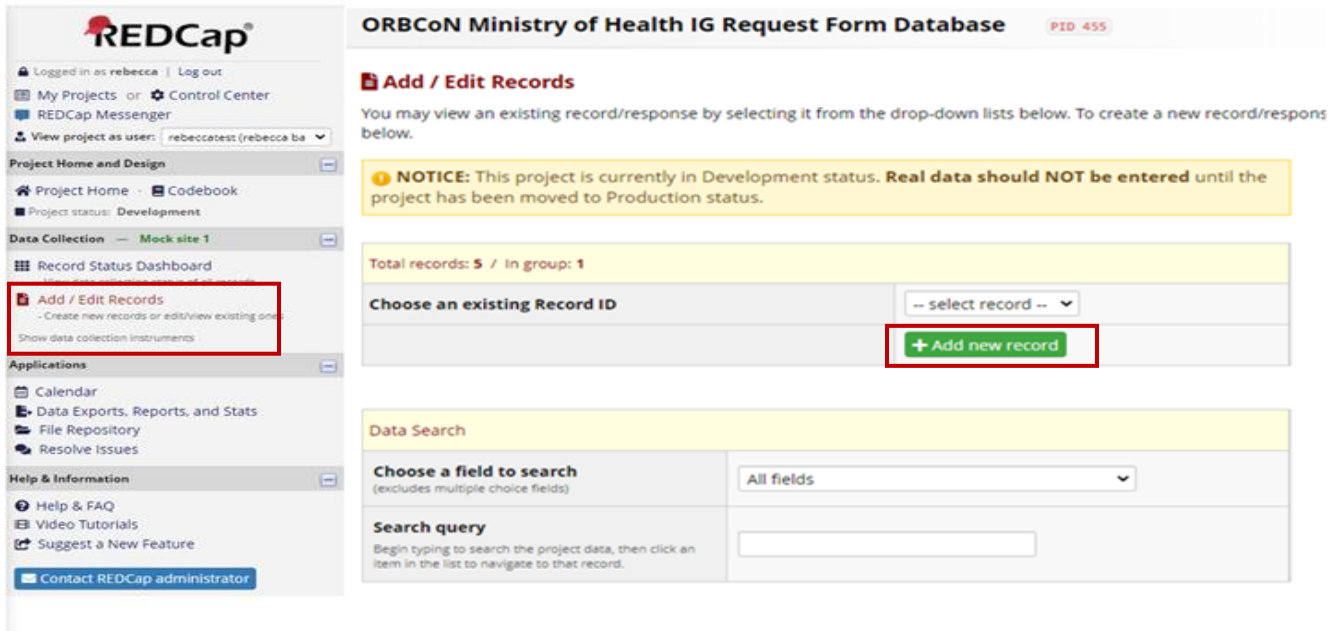 REDCap®
Logged in as rebecca | Log out
My Projects or Control Center
REDCap Messenger
View project as user: rebeccatest (rebecca ba
Project Home and Design
Project Home · Codebook
Project status: Development
Data Collection — Mock site 1
Record Status Dashboard
- View data collection status of all records
Add / Edit Records
- Create new records or edit/view existing ones
Show data collection instruments
Applications
Calendar
Data Exports, Reports, and Stats
File Repository
Resolve Issues
Help & Information
Help & FAQ
Video Tutorials
Suggest a New Feature
Contact REDCap administrator
ORBCoN Ministry of Health IG Request Form Database PID 455
Add / Edit Records
You may view an existing record/response by selecting it from the drop-down lists below. To create a new record/respons
below.
NOTICE: This project is currently in Development status. Real data should NOT be entered until the
project has been moved to Production status.
Total records: 5 / In group: 1
Choose an existing Record ID
-- select record --
+ Add new record
Data Search
Choose a field to search
(excludes multiple choice fields)
All fields
Search query
Begin typing to search the project data, then click an
item in the list to navigate to that record.